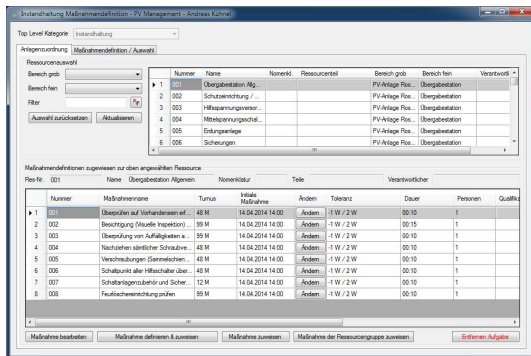 Instandhaltung Maßnahmendefinition - PV Management - Andreas Kühnel
Top Level Kategorie Instandhaltung
Anlagenzuordnung Maßnahmendefinition / Auswahl
Ressourcenauswahl
Bereich grob
Bereich fein
Filter
Auswahl zurücksetzen Aktualisieren
Nummer Name Nomenkl. Ressourcenteil Bereich grob Bereich fein Verantwortli
1 001 Übergabestation Allg... PV-Anlage Ros... Übergabestation
2 002 Schutzeinrichtung / ... PV-Anlage Ros... Übergabestation
3 003 Hilfsspannungsversor... PV-Anlage Ros... Übergabestation
4 004 Mittelspannungsschal... PV-Anlage Ros... Übergabestation
5 005 Erdungsanlage PV-Anlage Ros... Übergabestation
6 006 Sicherungen PV-Anlage Ros... Übergabestation
Maßnahmendefinitionen zugewiesen zur oben angewählten Ressource
Res-Nr. 001 Name Übergabestation Allgemein Nomenklatur Teile Verantwortlicher
Nummer Maßnahmenname Turnus Initiale Maßnahme Ändern Toleranz Dauer Personen Qualifika
1 001 Überprüfen auf Vorhandensein erf... 48 M 14.04.2014 14:00 Ändern -1 W / 2 W 00:10 1
2 002 Besichtigung (Visuelle Inspektion) ... 99 M 14.04.2014 14:00 Ändern -1 W / 2 W 00:15 1
3 003 Überprüfung von Auffälligkeiten a... 99 M 14.04.2014 14:00 Ändern -1 W / 2 W 00:10 1
4 004 Nachziehen sämtlicher Schraubve... 48 M 14.04.2014 14:00 Ändern -1 W / 2 W 00:10 1
5 005 Verschraubungen (Sammelschien... 48 M 14.04.2014 14:00 Ändern -1 W / 2 W 00:10 1
6 006 Schaltpunkt aller Hilfsschalter über... 48 M 14.04.2014 14:00 Ändern -1 W / 2 W 00:10 1
7 007 Schaltanlagenzubehör und Sicher... 12 M 14.04.2014 14:00 Ändern -1 W / 2 W 00:10 1
8 008 Feuerlöscheinrichtung prüfen 99 M 14.04.2014 14:00 Ändern -1 W / 2 W 00:10 1
Maßnahme bearbeiten Maßnahme definieren & zuweisen Maßnahme zuweisen Maßnahme der Ressourcengruppe zuweisen Entfernen Aufgabe